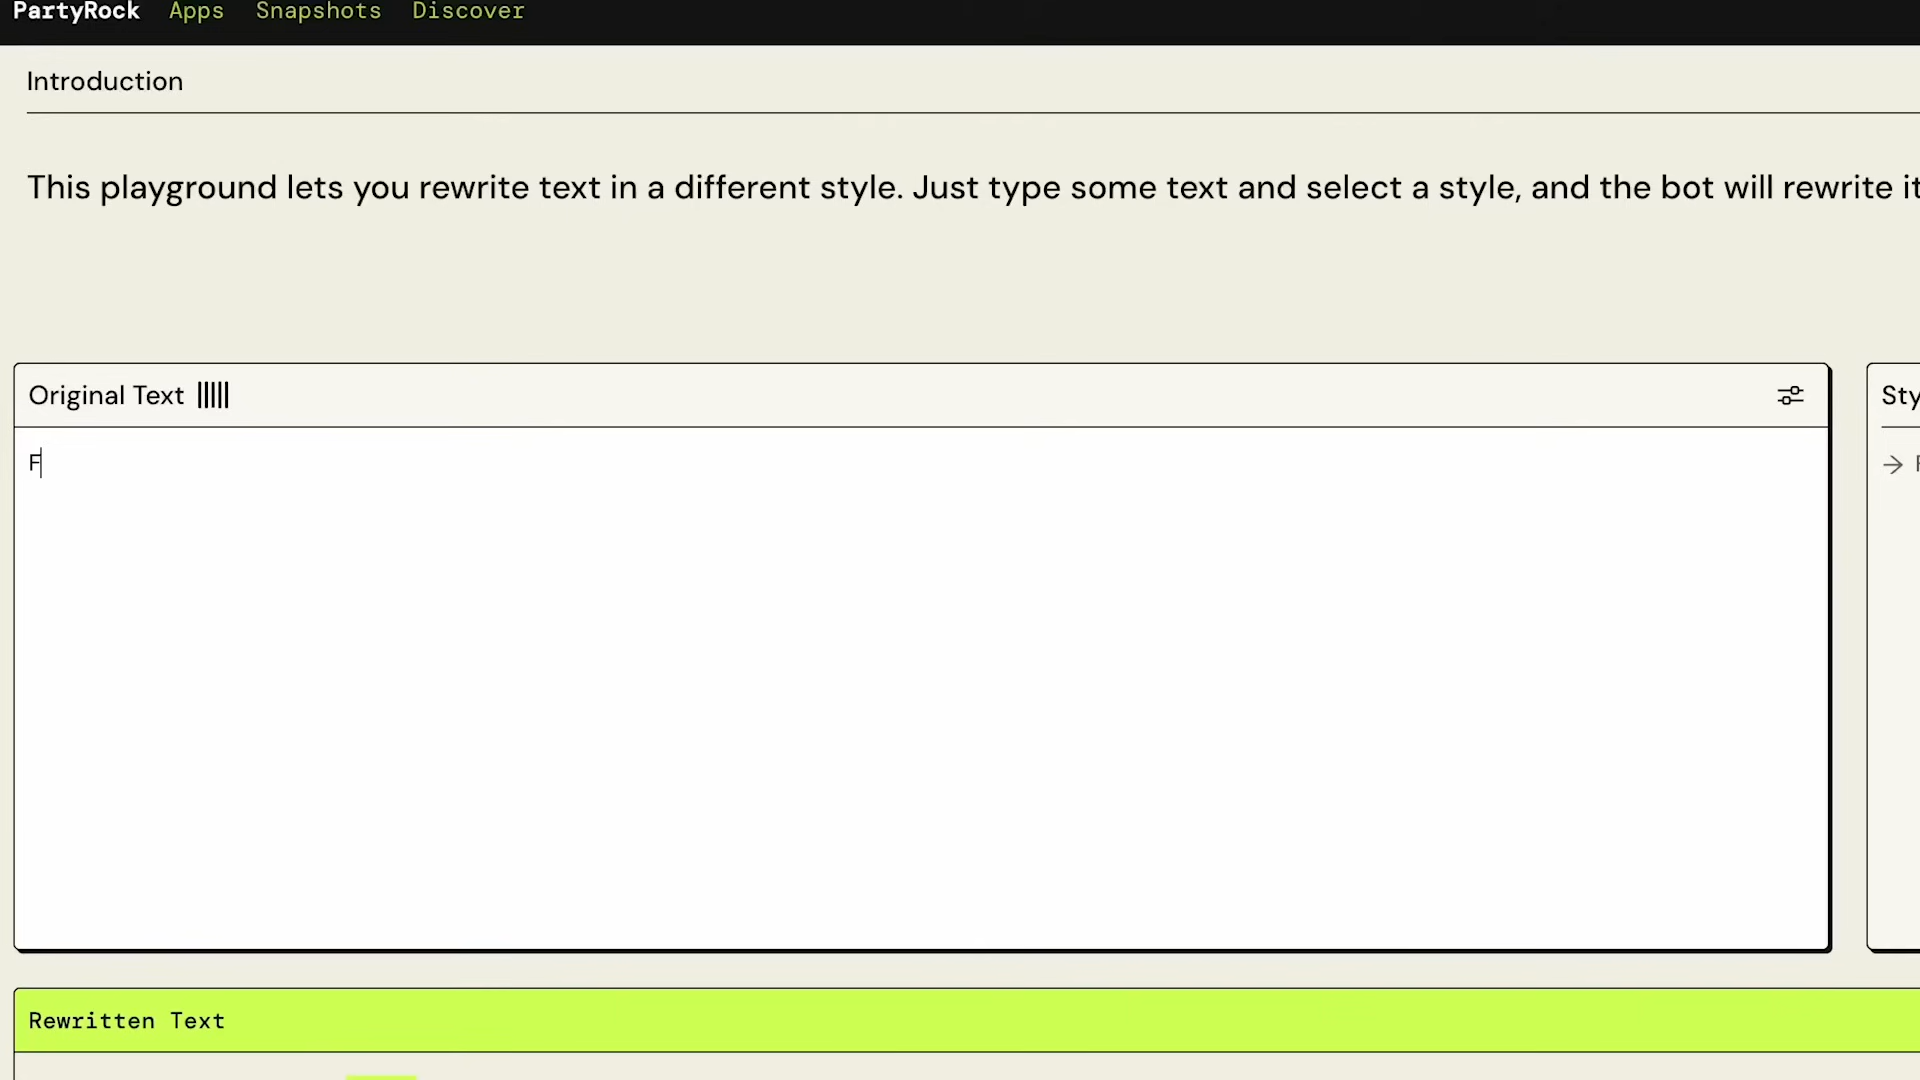 PartyRock Apps Snapshots Discover
Introduction
This playground lets you rewrite text in a different style. Just type some text and select a style, and the bot will rewrite it
Original Text
F
Sty
Rewritten Text